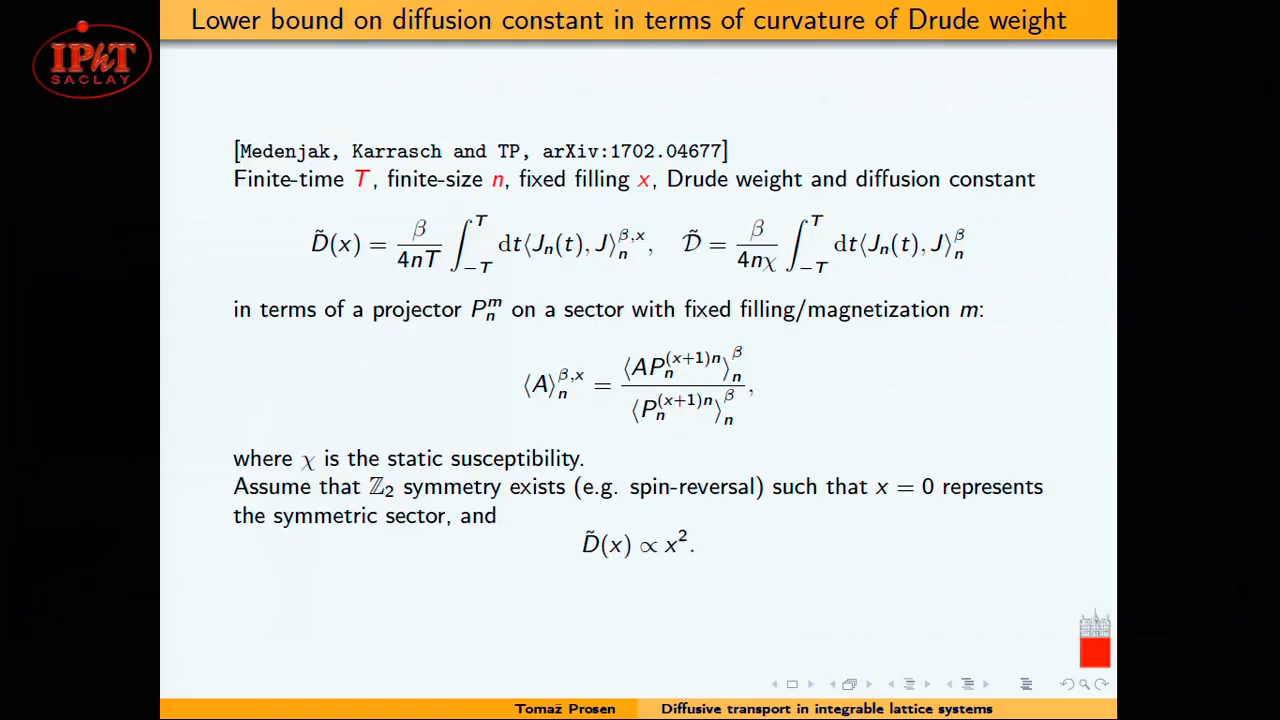 Lower bound on diffusion constant in terms of curvature of Drude weight
IPhT
SACLAY
[Medenjak, Karrasch and TP, arXiv:1702.04677]
Finite-time T, finite-size n, fixed filling x, Drude weight and diffusion constant
D̃(x) = β/4nT ∫_{-T}^{T} dt⟨J_n(t), J⟩_n^{β,x}, 𝒟̃ = β/4nχ ∫_{-T}^{T} dt⟨J_n(t), J⟩_n^β
in terms of a projector P_n^m on a sector with fixed filling/magnetization m:
⟨A⟩_n^{β,x} = ⟨AP_n^{(x+1)n}⟩_n^β / ⟨P_n^{(x+1)n}⟩_n^β,
where χ is the static susceptibility.
Assume that ℤ₂ symmetry exists (e.g. spin-reversal) such that x = 0 represents
the symmetric sector, and
D̃(x) ∝ x².
Tomaž Prosen Diffusive transport in integrable lattice systems